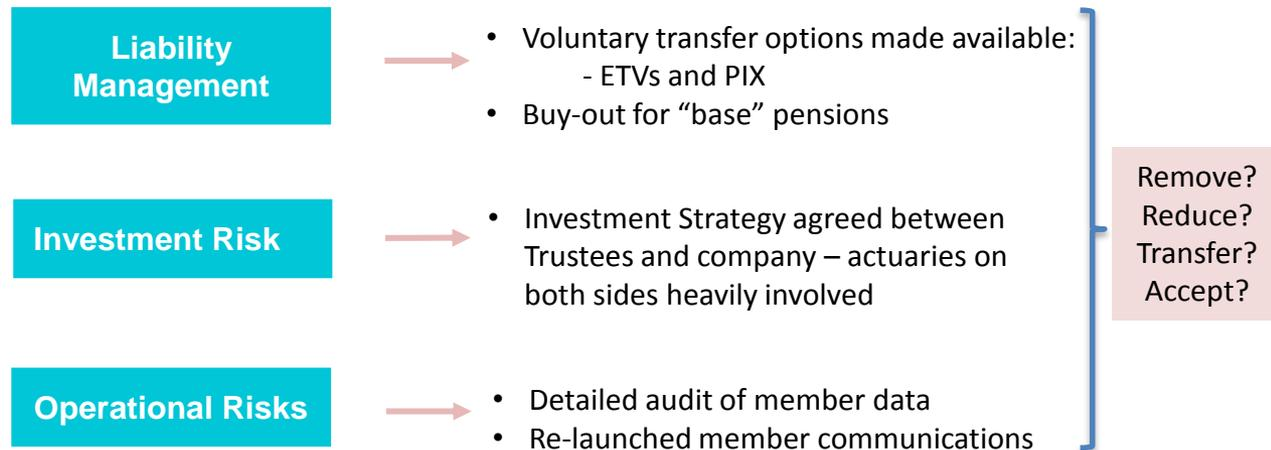 Liability
Management
• Voluntary transfer options made available:
- ETVs and PIX
• Buy-out for “base” pensions
Investment Risk
• Investment Strategy agreed between
Trustees and company – actuaries on
both sides heavily involved
Operational Risks
• Detailed audit of member data
• Re-launched member communications
Remove?
Reduce?
Transfer?
Accept?